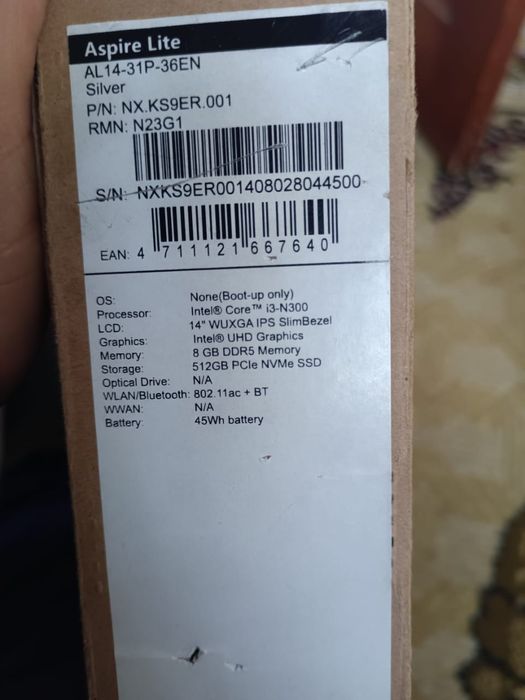 Aspire Lite
AL14-31P-36EN
Silver
P/N: NX.KS9ER.001
RMN: N23G1
S/N: NXKS9ER001408028044500
EAN: 4 711121 667640
OS: None(Boot-up only)
Processor: Intel® Core™ i3-N300
LCD: 14" WUXGA IPS SlimBezel
Graphics: Intel® UHD Graphics
Memory: 8 GB DDR5 Memory
Storage: 512GB PCIe NVMe SSD
Optical Drive: N/A
WLAN/Bluetooth: 802.11ac + BT
WWAN: N/A
Battery: 45Wh battery